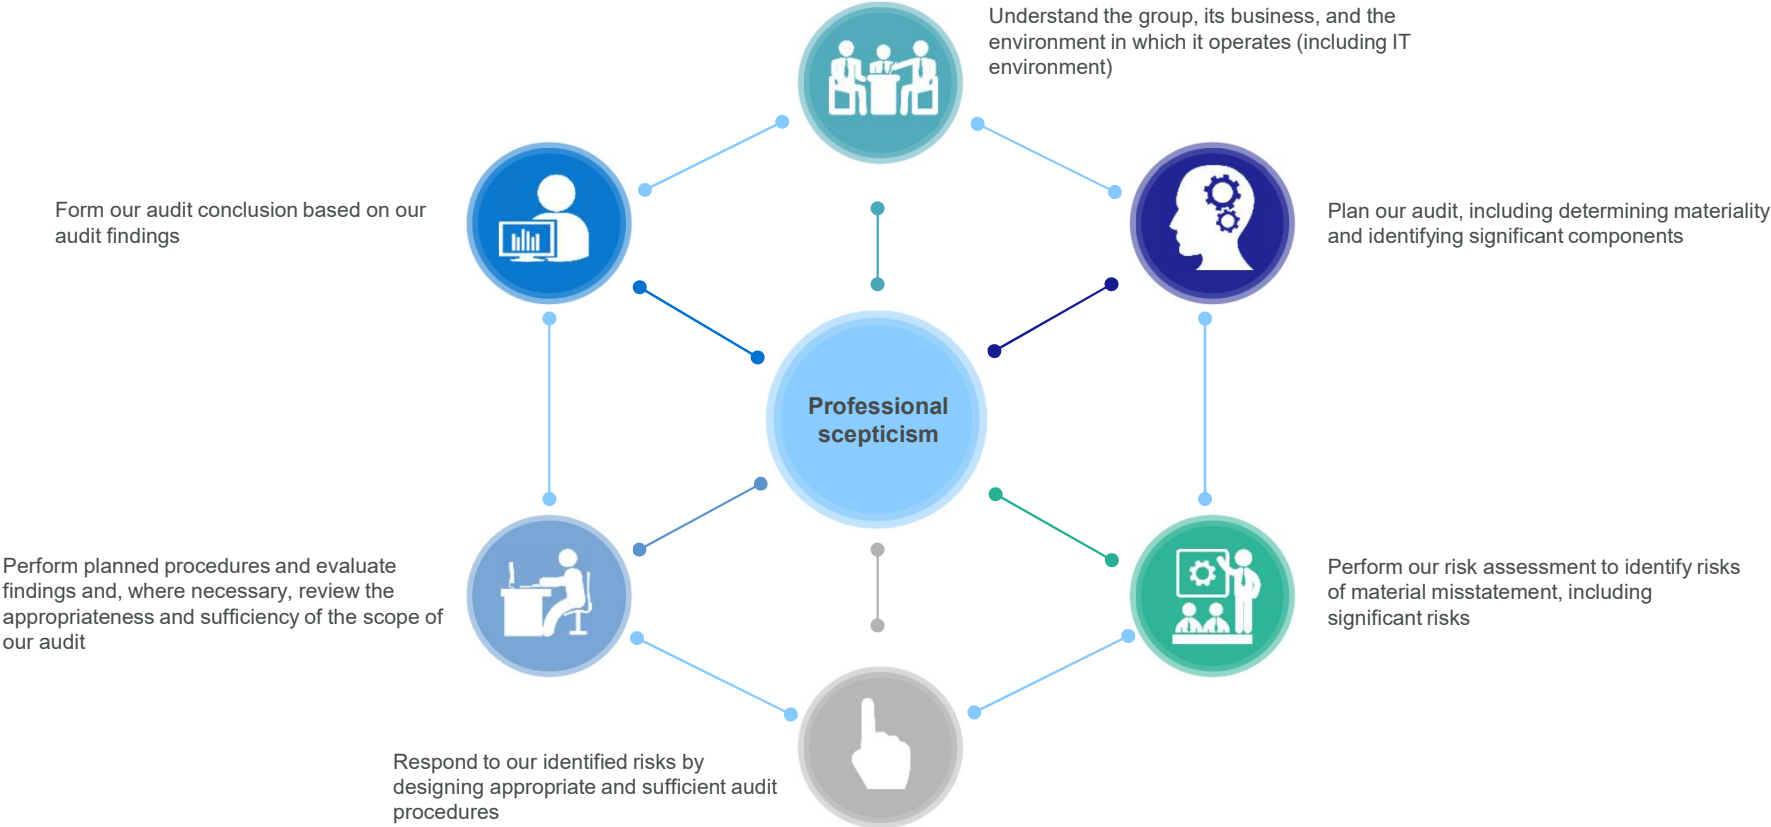 Understand the group, its business, and the
environment in which it operates (including IT
environment)
Plan our audit, including determining materiality
and identifying significant components
Perform our risk assessment to identify risks
of material misstatement, including
significant risks
Respond to our identified risks by
designing appropriate and sufficient audit
procedures
Perform planned procedures and evaluate
findings and, where necessary, review the
appropriateness and sufficiency of the scope of
our audit
Form our audit conclusion based on our
audit findings
Professional
scepticism